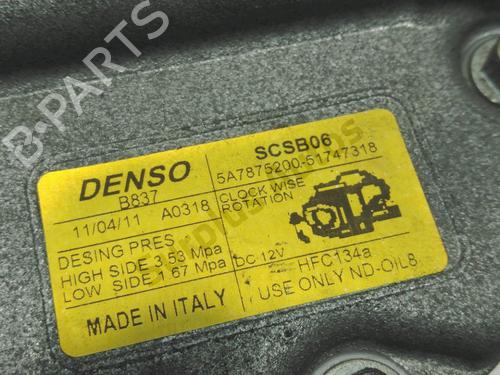 DENSO
B837
11/04/11 A0318
DESING PRES
HIGH SIDE 3,53 Mpa
LOW SIDE 1,67 Mpa
MADE IN ITALY
SCSB06
5A7875200-51747318
CLOCK WISE
ROTATION
DC 12V
HFC134a
USE ONLY ND-OIL8